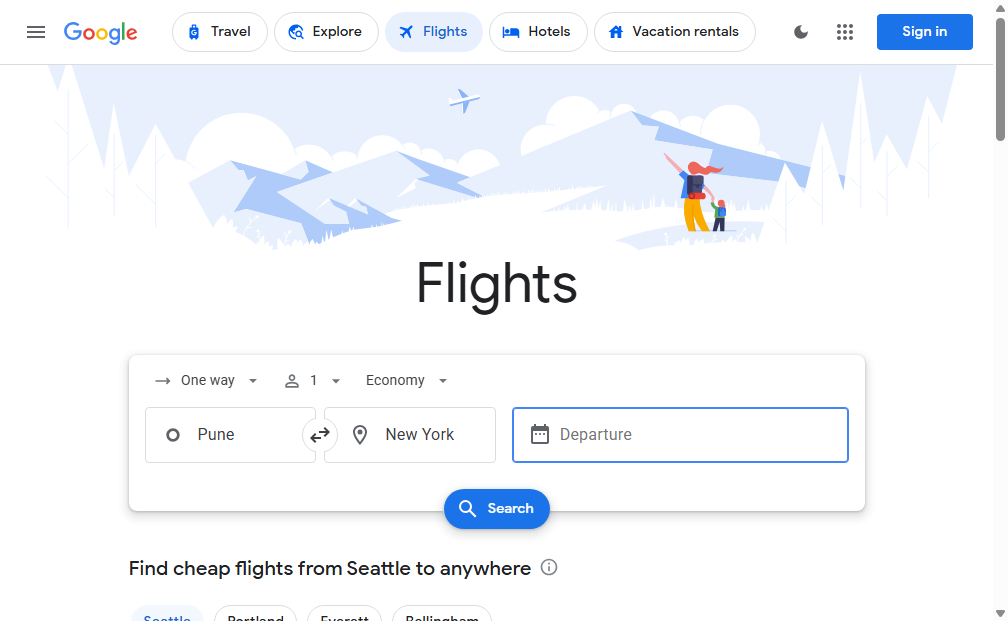 Google Travel Explore Flights Hotels Vacation rentals Sign in
Flights
One way 1 Economy
Pune New York Departure
Search
Find cheap flights from Seattle to anywhere
Seattle Portland Everett Bellingham